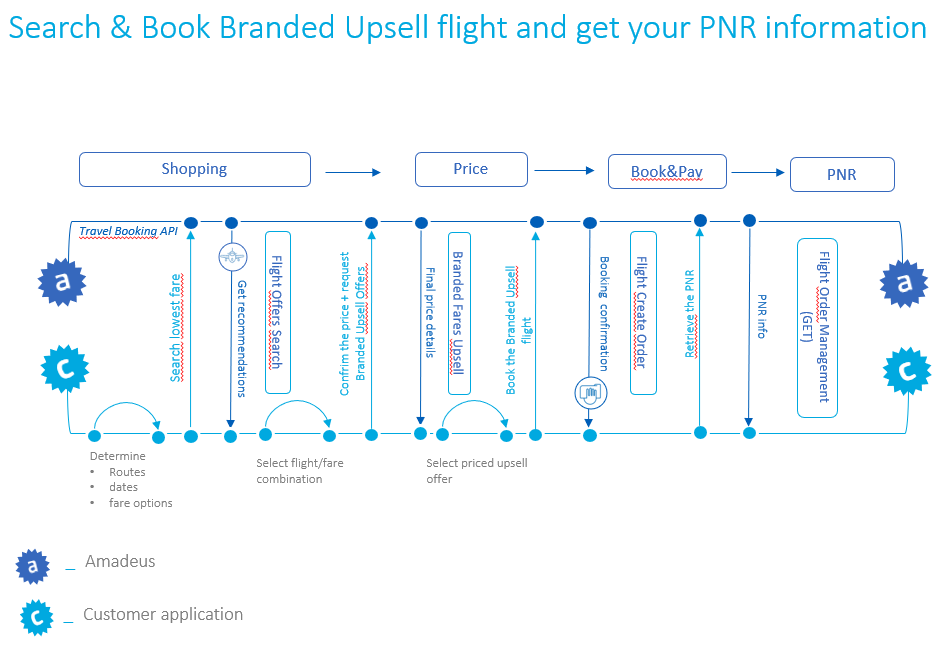 Search & Book Branded Upsell flight and get your PNR information
Shopping
Price
Book&Pav
PNR
Travel Booking API
a
c
Search lowest fare
Get recommendations
Flight Offers Search
Confrim the price + request
Branded Upsell Offers
Final price details
Branded Fares Upsell
Book the Branded Upsell
flight
Booking confirmation
Flight Create Order
Retrieve the PNR
PNR info
Flight Order Management
(GET)
a
c
Determine
• Routes
• dates
• fare options
Select flight/fare
combination
Select priced upsell
offer
a _ Amadeus
c _ Customer application